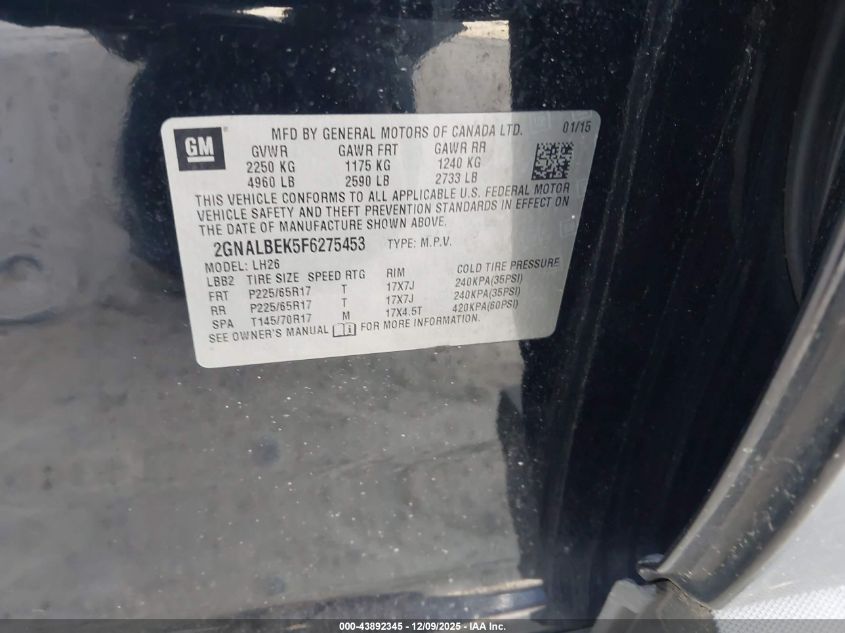 GM
MFD BY GENERAL MOTORS OF CANADA LTD. 01/15
GVWR GAWR FRT GAWR RR
2250 KG 1175 KG 1240 KG
4960 LB 2590 LB 2733 LB
THIS VEHICLE CONFORMS TO ALL APPLICABLE U.S. FEDERAL MOTOR
VEHICLE SAFETY AND THEFT PREVENTION STANDARDS IN EFFECT ON
THE DATE OF MANUFACTURE SHOWN ABOVE.
2GNALBEK5F6275453 TYPE: M.P.V.
MODEL: LH26
LBB2 TIRE SIZE SPEED RTG RIM COLD TIRE PRESSURE
FRT P225/65R17 T 17X7J 240KPA(35PSI)
RR P225/65R17 T 17X7J 240KPA(35PSI)
SPA T145/70R17 M 17X4.5T 420KPA(60PSI)
SEE OWNER'S MANUAL FOR MORE INFORMATION.
000-43892345 - 12/09/2025 - IAA Inc.